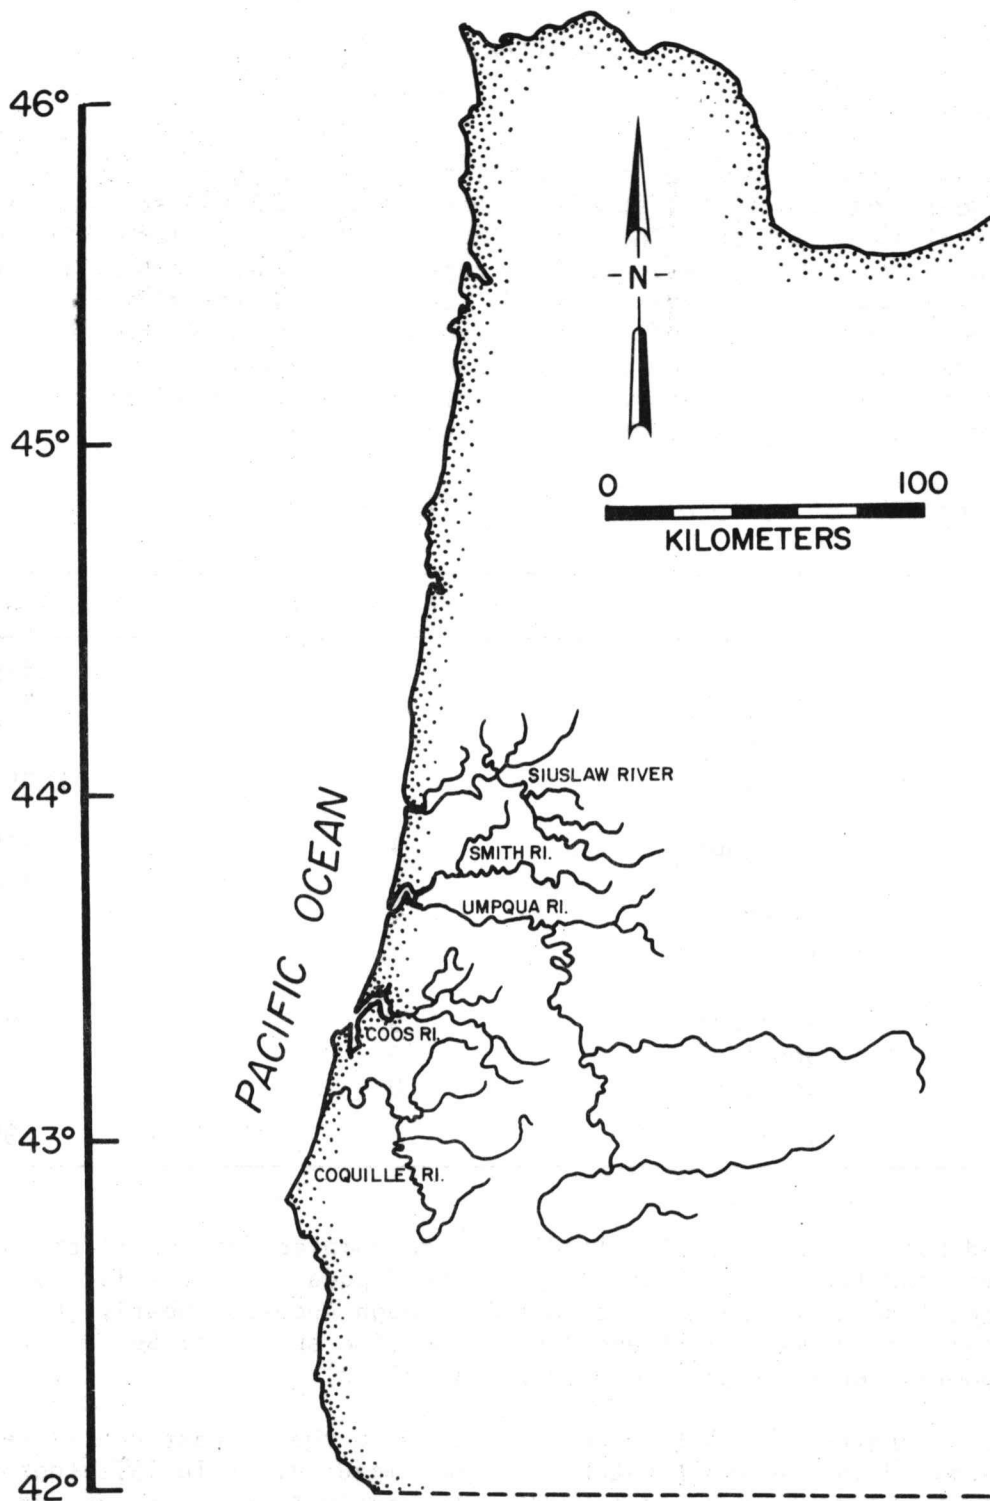 46°
N
45°
0 100
KILOMETERS
SIUSLAW RIVER
44°
PACIFIC OCEAN
SMITH RI.
UMPQUA RI.
COOS RI.
43°
COQUILLE RI.
42°